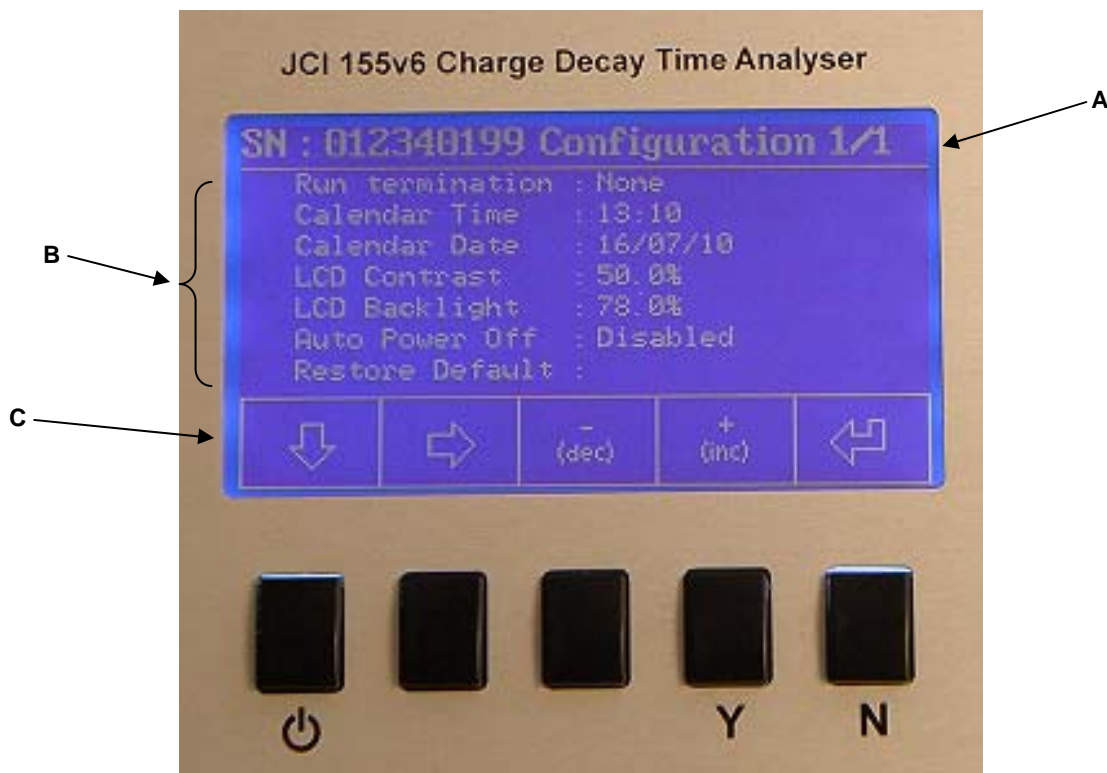 JCI 155v6 Charge Decay Time Analyser
A
SN : 012340199 Configuration 1/1
Run termination : None
Calendar Time : 13:10
Calendar Date : 16/07/10
B
LCD Contrast : 50.0%
LCD Backlight : 78.0%
Auto Power Off : Disabled
Restore Default :
C
- (dec) + (inc)
Y N